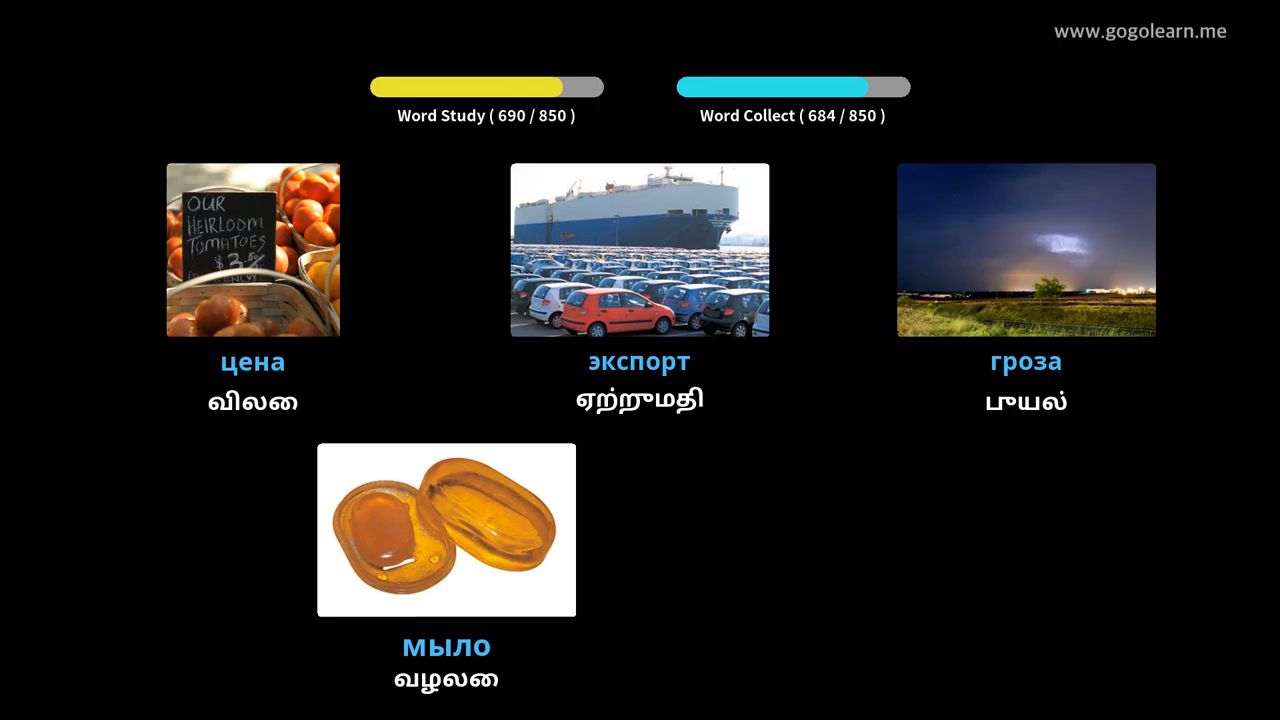 www.gogolearn.me
Word Study ( 690 / 850 )
Word Collect ( 684 / 850 )
OUR
HEIRLOOM
TOMATOES
цена
விலை
экспорт
ஏற்றுமதி
гроза
புயல்
мыло
வழலை